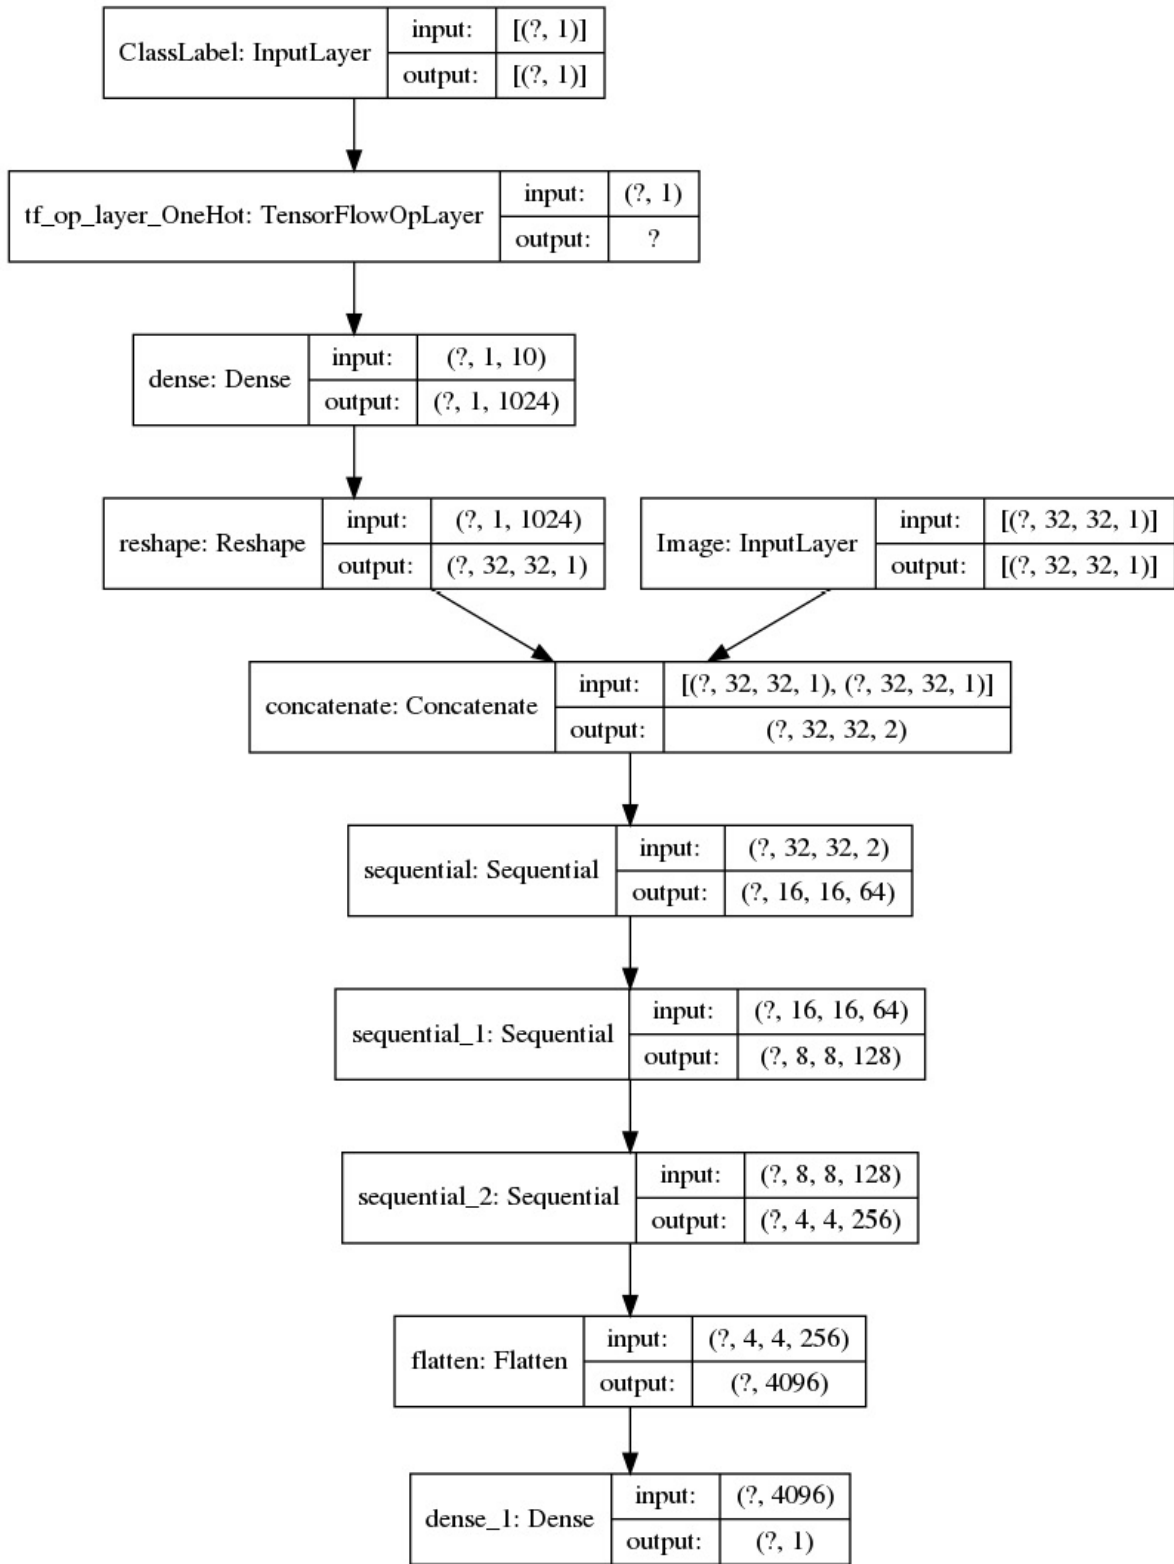 ClassLabel: InputLayer
input: [(?, 1)]
output: [(?, 1)]
tf_op_layer_OneHot: TensorFlowOpLayer
input: (?, 1)
output: ?
dense: Dense
input: (?, 1, 10)
output: (?, 1, 1024)
reshape: Reshape
input: (?, 1, 1024)
output: (?, 32, 32, 1)
Image: InputLayer
input: [(?, 32, 32, 1)]
output: [(?, 32, 32, 1)]
concatenate: Concatenate
input: [(?, 32, 32, 1), (?, 32, 32, 1)]
output: (?, 32, 32, 2)
sequential: Sequential
input: (?, 32, 32, 2)
output: (?, 16, 16, 64)
sequential_1: Sequential
input: (?, 16, 16, 64)
output: (?, 8, 8, 128)
sequential_2: Sequential
input: (?, 8, 8, 128)
output: (?, 4, 4, 256)
flatten: Flatten
input: (?, 4, 4, 256)
output: (?, 4096)
dense_1: Dense
input: (?, 4096)
output: (?, 1)